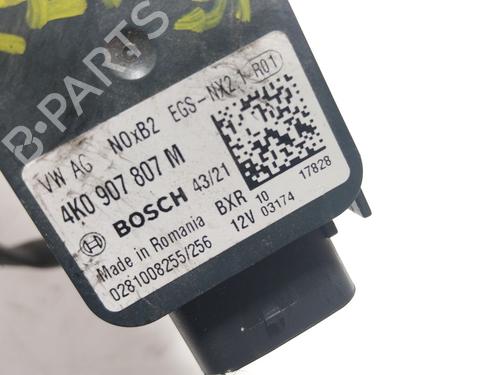 B-PARTS
VW AG NOxB2 EGS-NX2.1 R01
4K0 907 807 M
BOSCH 43/21
Made in Romania BXR 10 17828
0281008255/256 12V 03174